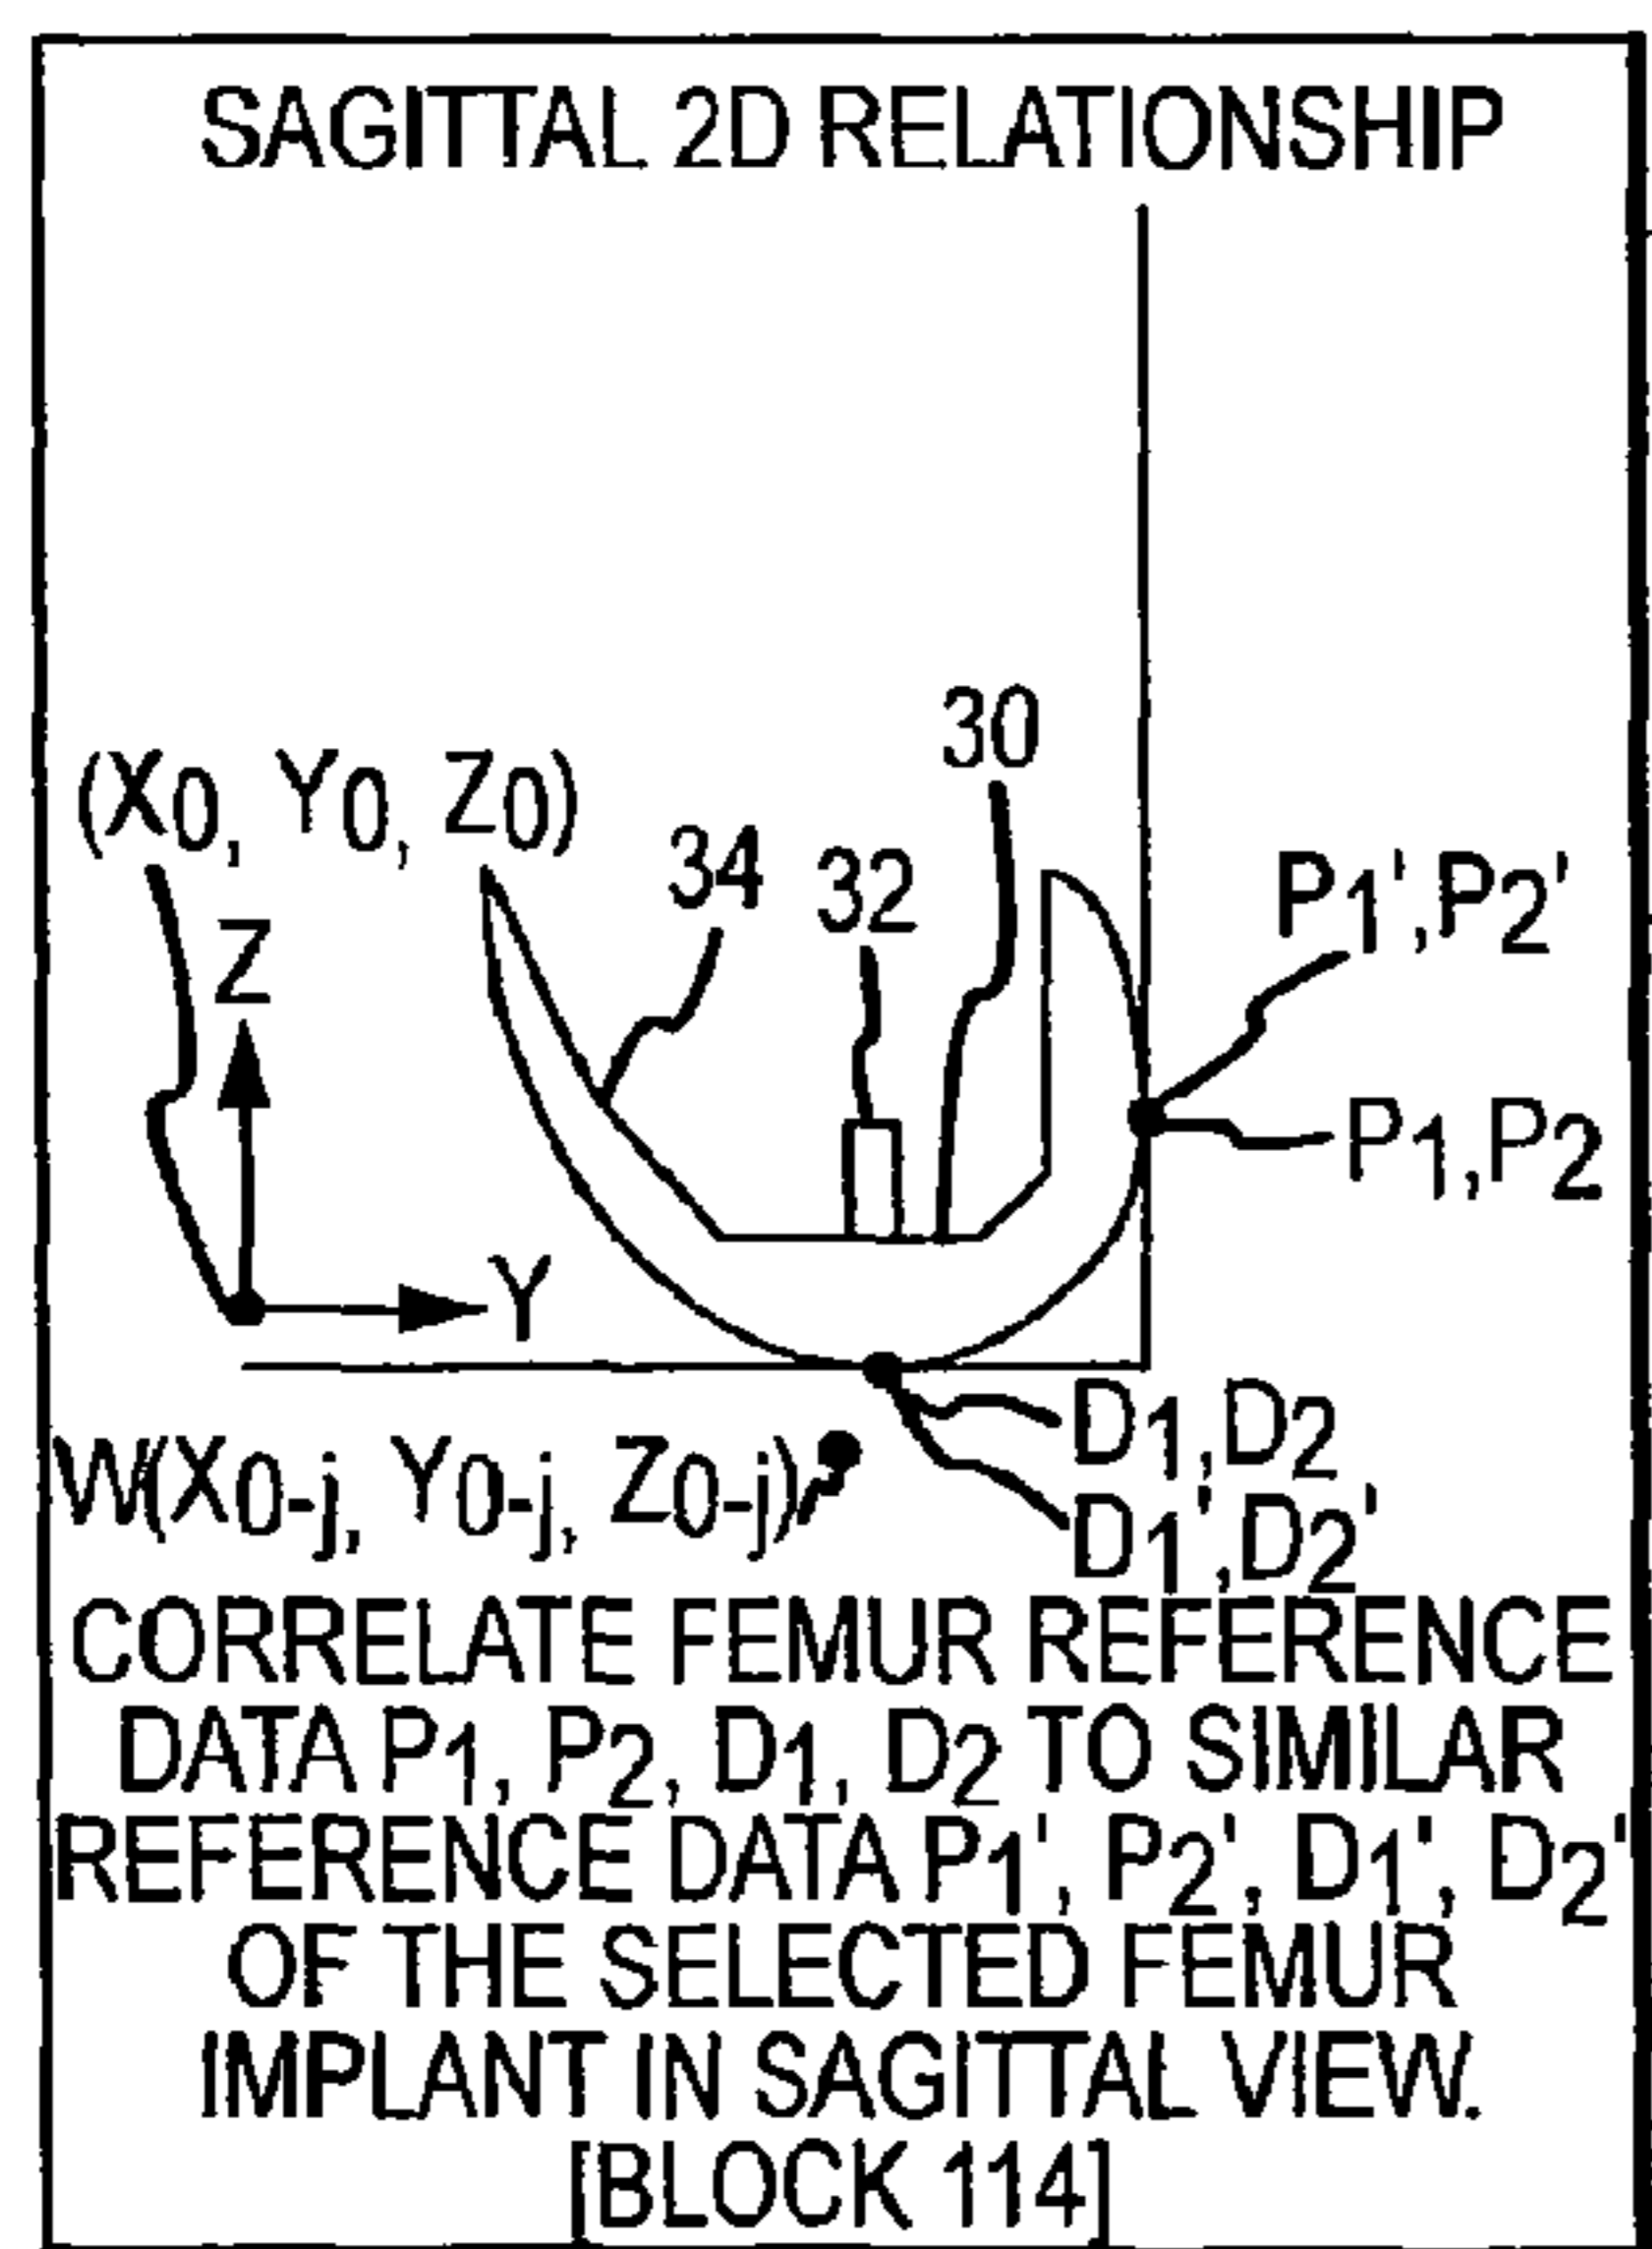 SAGITTAL 2D RELATIONSHIP
30
(X0, Y0, Z0)
34
32
P1',P2'
Z
P1,P2
Y
D1,D2
W(X0-j, Y0-j, Z0-j)
D1',D2'
CORRELATE FEMUR REFERENCE
DATA P1, P2, D1, D2 TO SIMILAR
REFERENCE DATA P1', P2', D1', D2'
OF THE SELECTED FEMUR
IMPLANT IN SAGITTAL VIEW.
[BLOCK 114]